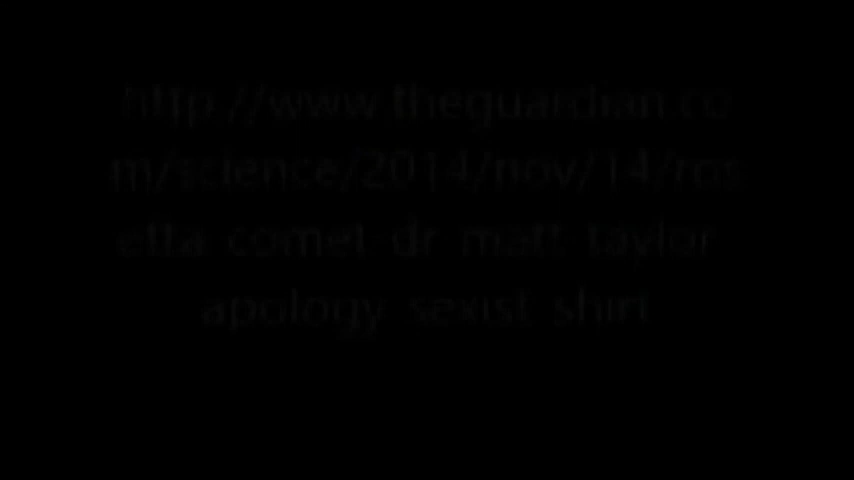 http://www.theguardian.co
m/science/2014/nov/14/ros
etta-comet-dr-matt-taylor-
apology-sexist-shirt